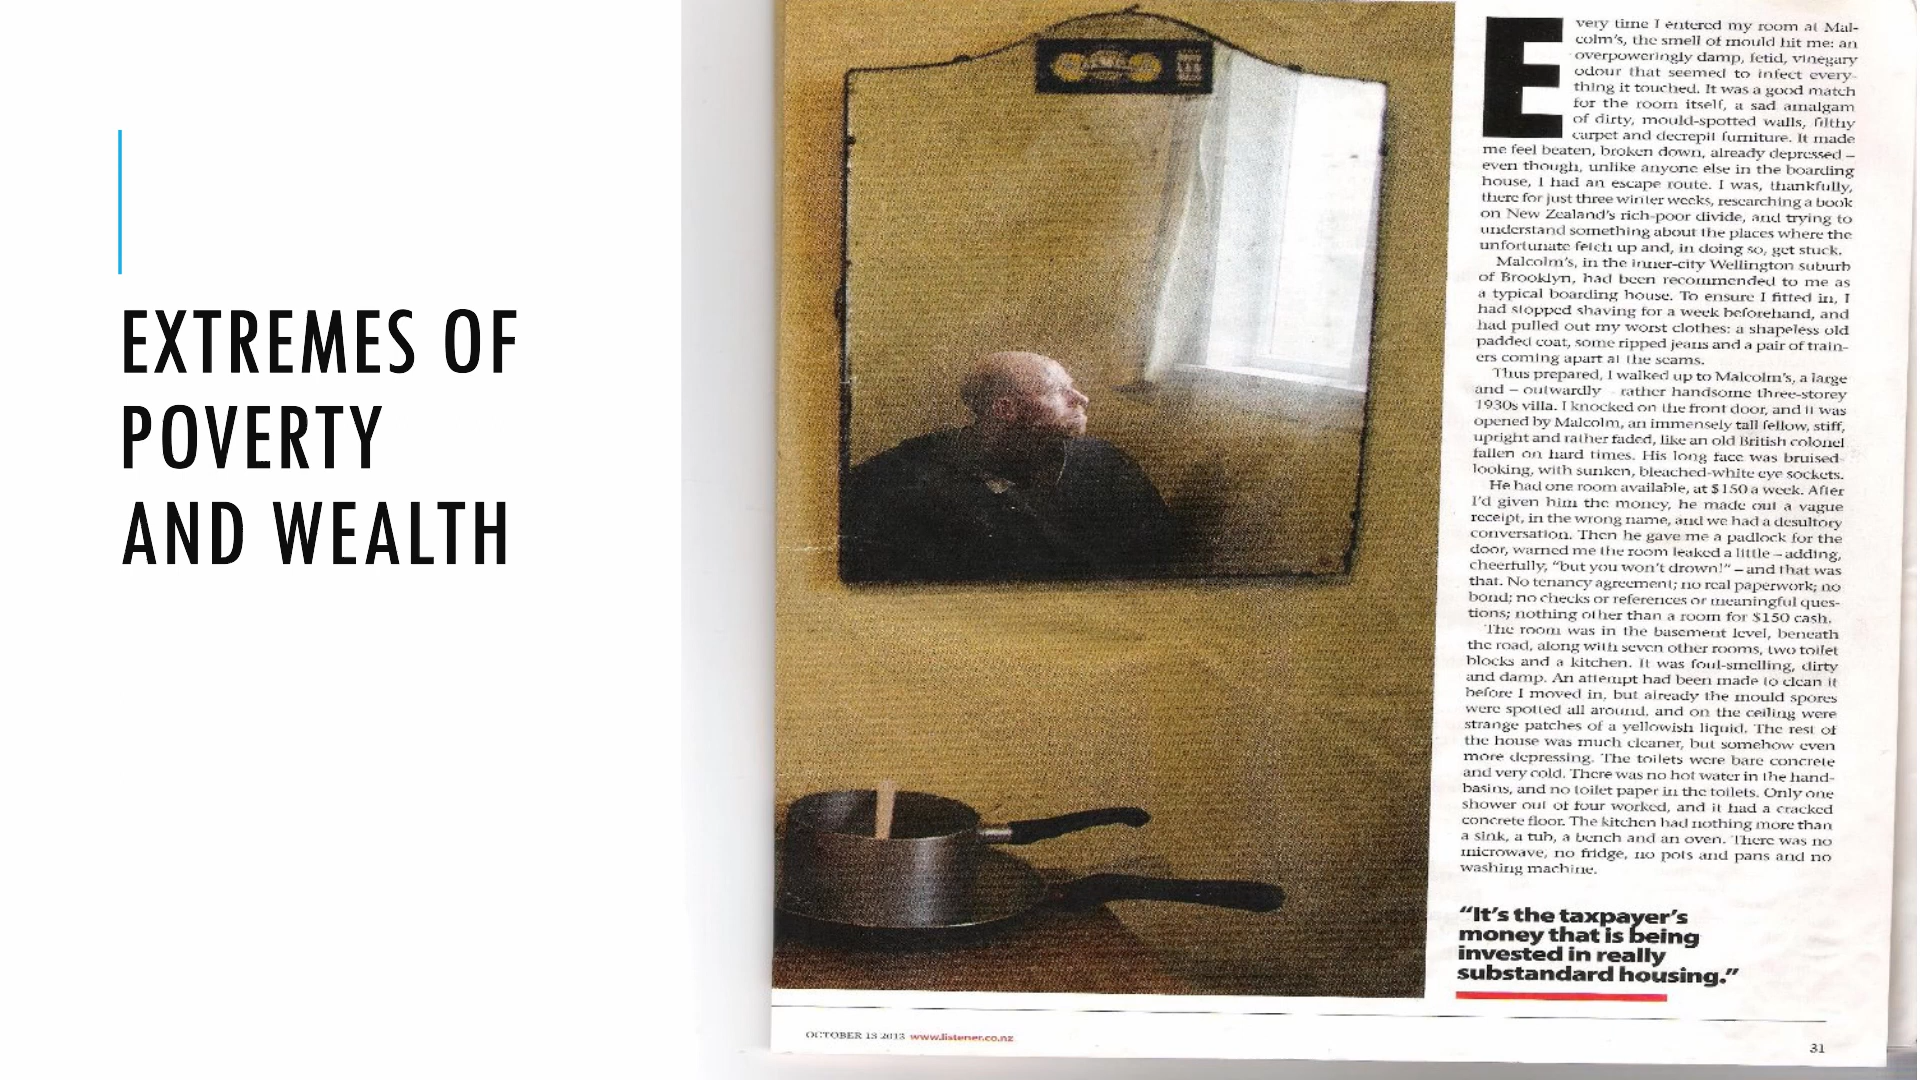 EXTREMES OF
POVERTY
AND WEALTH
Every time I entered my room at Mal-
colm's, the smell of mould hit me: an
overpoweringly damp, fetid, vinegary
odour that seemed to infect every-
thing it touched. It was a good match
for the room itself, a sad amalgam
of dirty, mould-spotted walls, filthy
carpet and decrepit furniture. It made
me feel beaten, broken down, already depressed –
even though, unlike anyone else in the boarding
house, I had an escape route. I was, thankfully,
there for just three winter weeks, researching a book
on New Zealand's rich-poor divide, and trying to
understand something about the places where the
unfortunate fetch up and, in doing so, get stuck.
Malcolm's, in the inner-city Wellington suburb
of Brooklyn, had been recommended to me as
a typical boarding house. To ensure I fitted in, I
had stopped shaving for a week beforehand, and
had pulled out my worst clothes: a shapeless old
padded coat, some ripped jeans and a pair of train-
ers coming apart at the seams.
Thus prepared, I walked up to Malcolm's, a large
and – outwardly – rather handsome three-storey
1930s villa. I knocked on the front door, and it was
opened by Malcolm, an immensely tall fellow, stiff,
upright and rather faded, like an old British colonel
fallen on hard times. His long face was bruised-
looking, with sunken, bleached-white eye sockets.
He had one room available, at $150 a week. After
I'd given him the money, he made out a vague
receipt, in the wrong name, and we had a desultory
conversation. Then he gave me a padlock for the
door, warned me the room leaked a little – adding,
cheerfully, "but you won't drown!" – and that was
that. No tenancy agreement; no real paperwork; no
bond; no checks or references or meaningful ques-
tions; nothing other than a room for $150 cash.
The room was in the basement level, beneath
the road, along with seven other rooms, two toilet
blocks and a kitchen. It was foul-smelling, dirty
and damp. An attempt had been made to clean it
before I moved in, but already the mould spores
were spotted all around, and on the ceiling were
strange patches of a yellowish liquid. The rest of
the house was much cleaner, but somehow even
more depressing. The toilets were bare concrete
and very cold. There was no hot water in the hand-
basins, and no toilet paper in the toilets. Only one
shower out of four worked, and it had a cracked
concrete floor. The kitchen had nothing more than
a sink, a tub, a bench and an oven. There was no
microwave, no fridge, no pots and pans and no
washing machine.
"It's the taxpayer's
money that is being
invested in really
substandard housing."
OCTOBER 13 2013 www.listener.co.nz
31